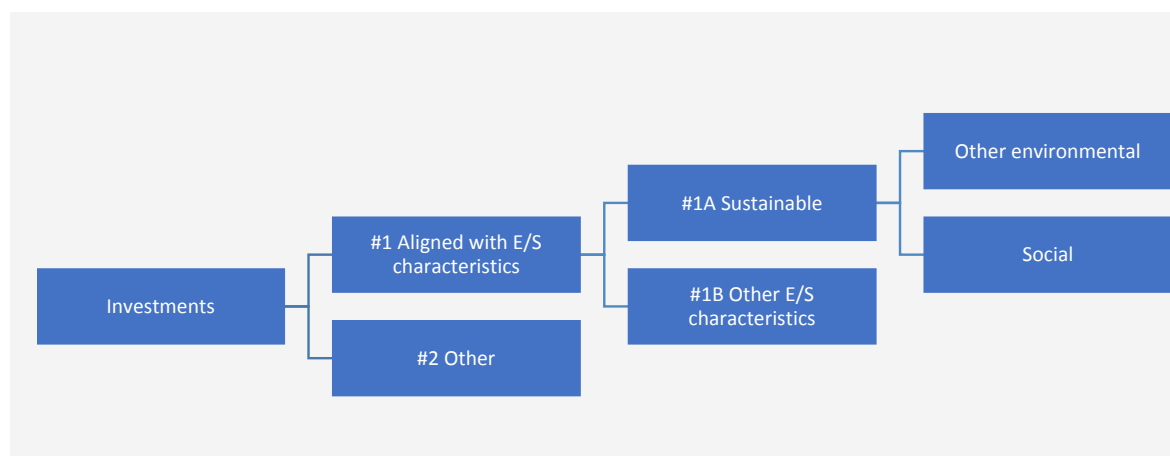 Investments
#1 Aligned with E/S
characteristics
#2 Other
#1A Sustainable
#1B Other E/S
characteristics
Other environmental
Social